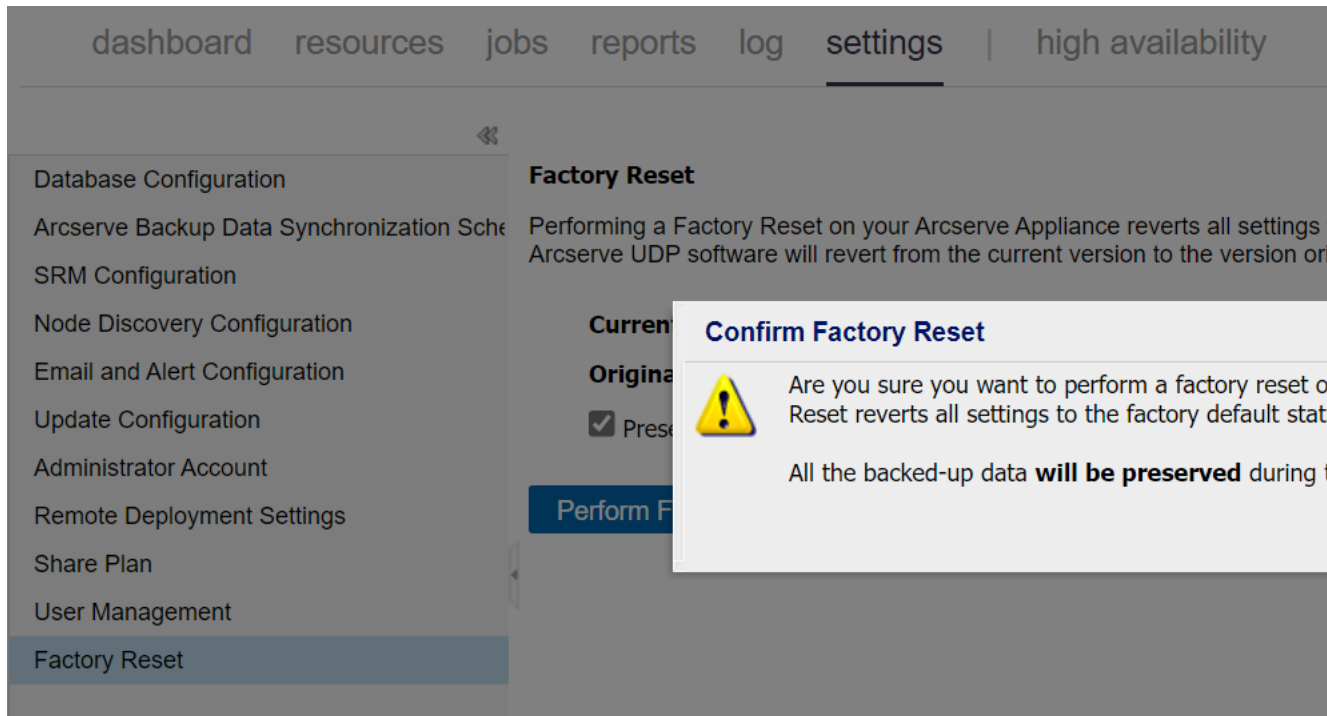 dashboard resources jobs reports log settings | high availability
Database Configuration
Arcserve Backup Data Synchronization Sche
SRM Configuration
Node Discovery Configuration
Email and Alert Configuration
Update Configuration
Administrator Account
Remote Deployment Settings
Share Plan
User Management
Factory Reset
Factory Reset
Performing a Factory Reset on your Arcserve Appliance reverts all settings
Arcserve UDP software will revert from the current version to the version ori
Curren
Origina
Prese
Perform F
Confirm Factory Reset
Are you sure you want to perform a factory reset o
Reset reverts all settings to the factory default stat
All the backed-up data will be preserved during t